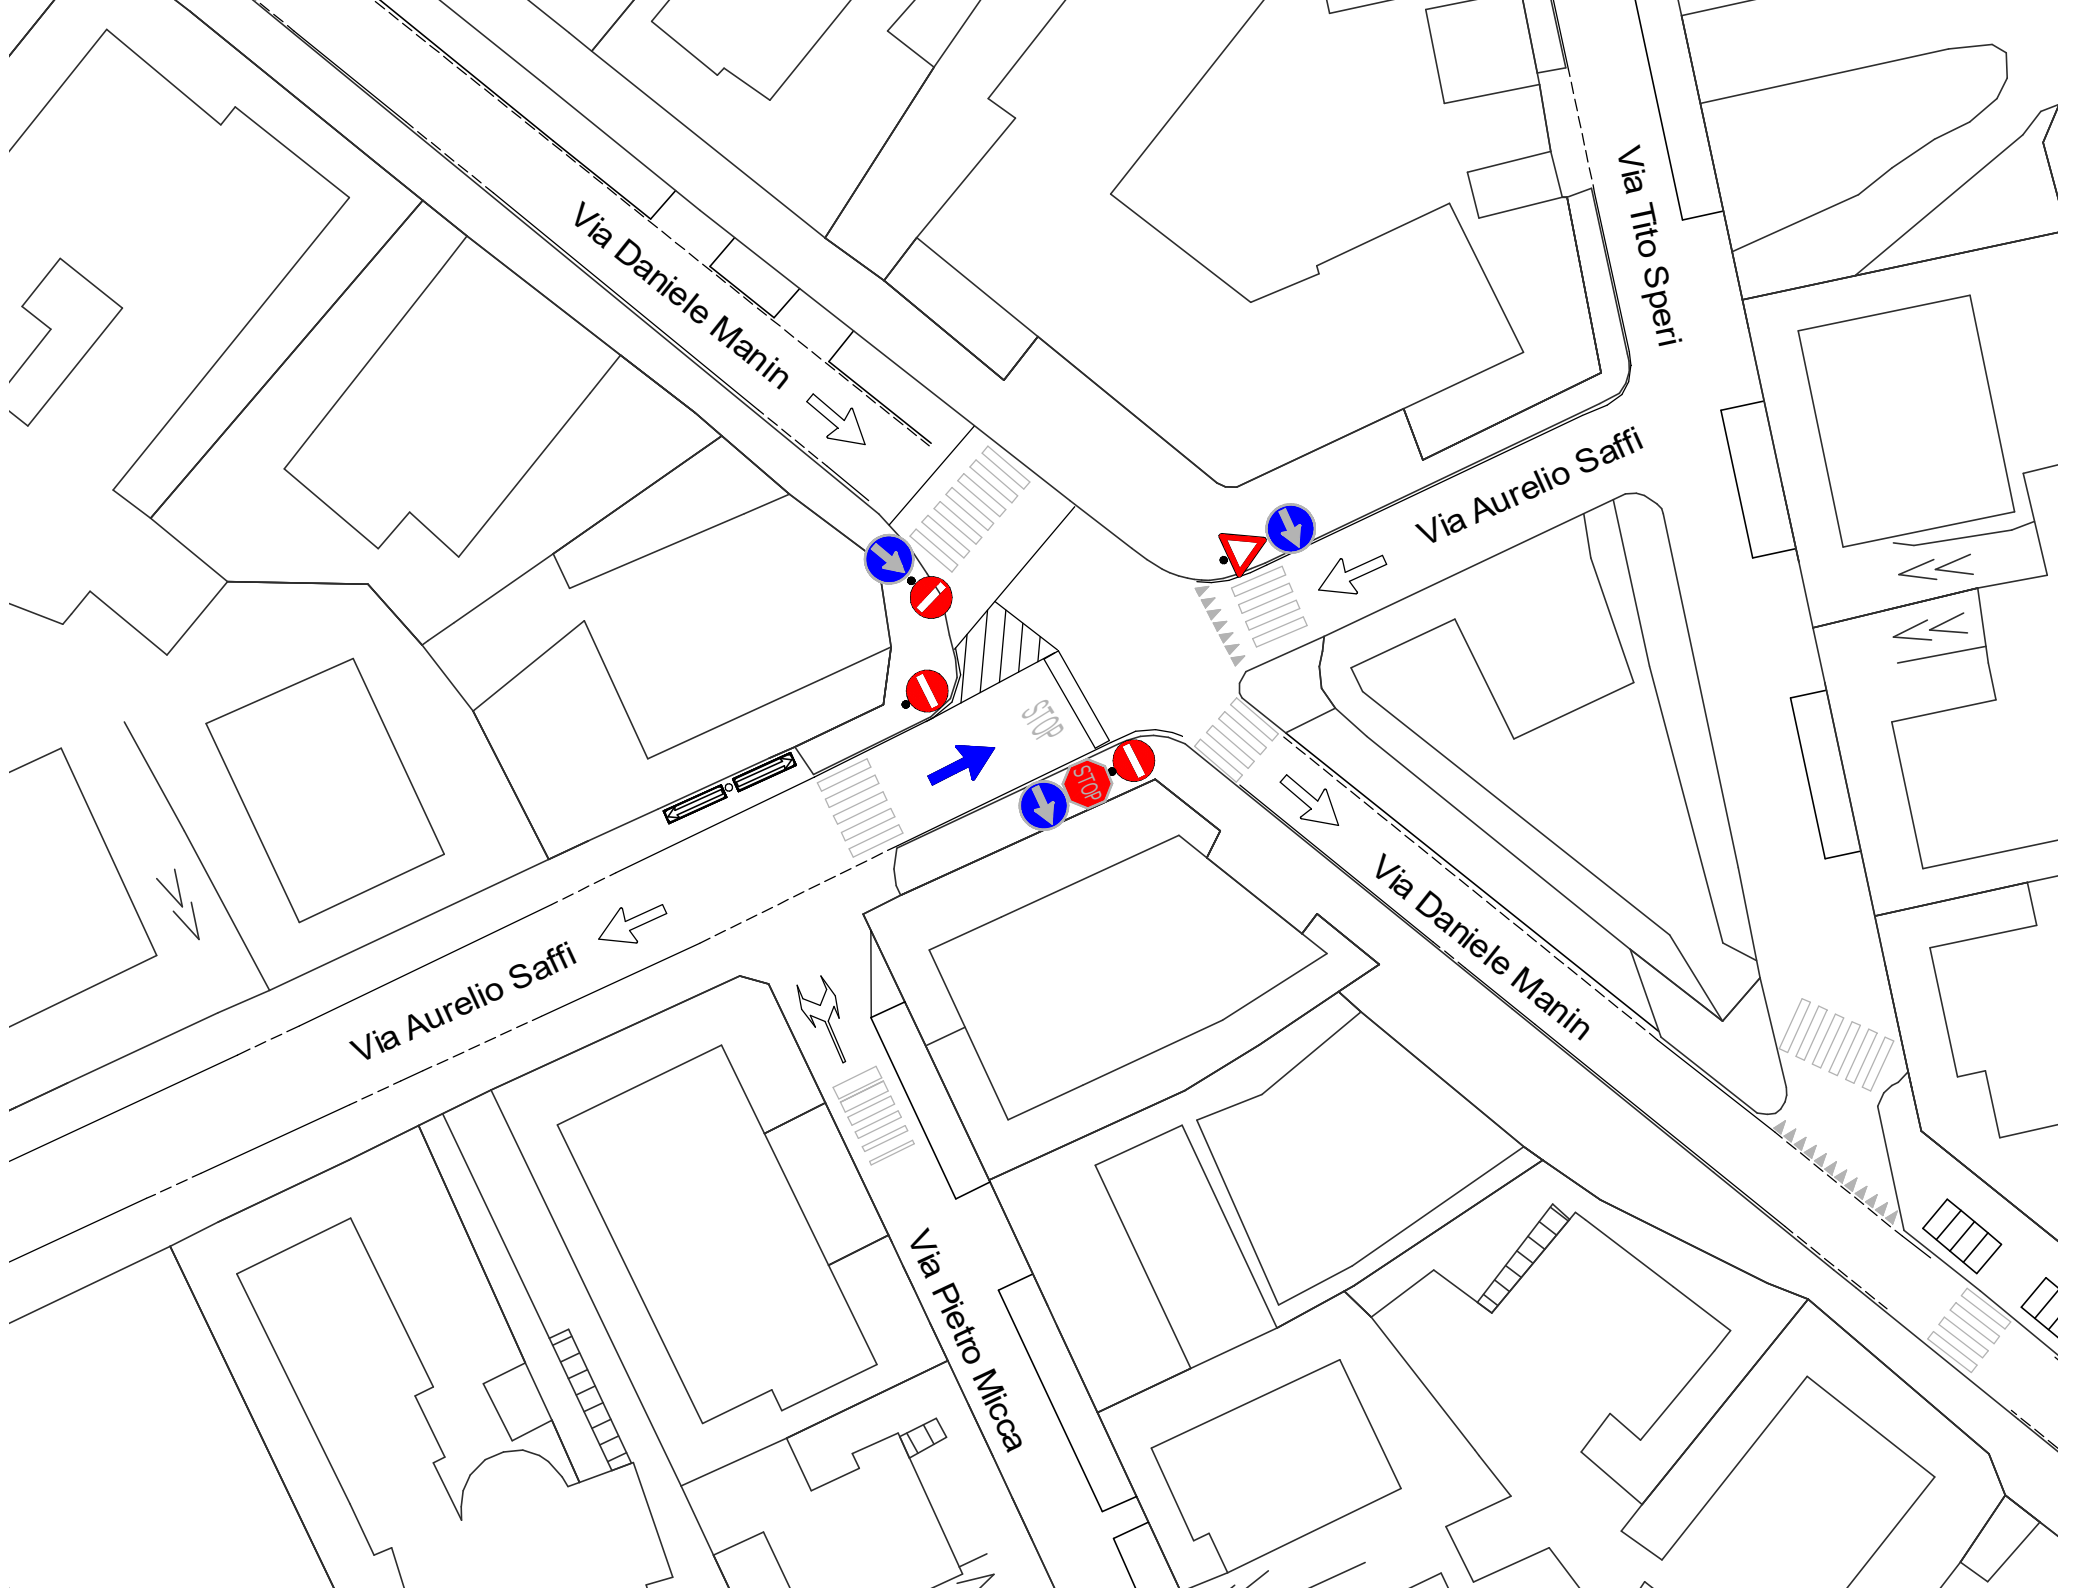 Via Tito Speri
Via Daniele Manin
Via Aurelio Saffi
STOP
STOP
Via Daniele Manin
Via Aurelio Saffi
Via Pietro Micca